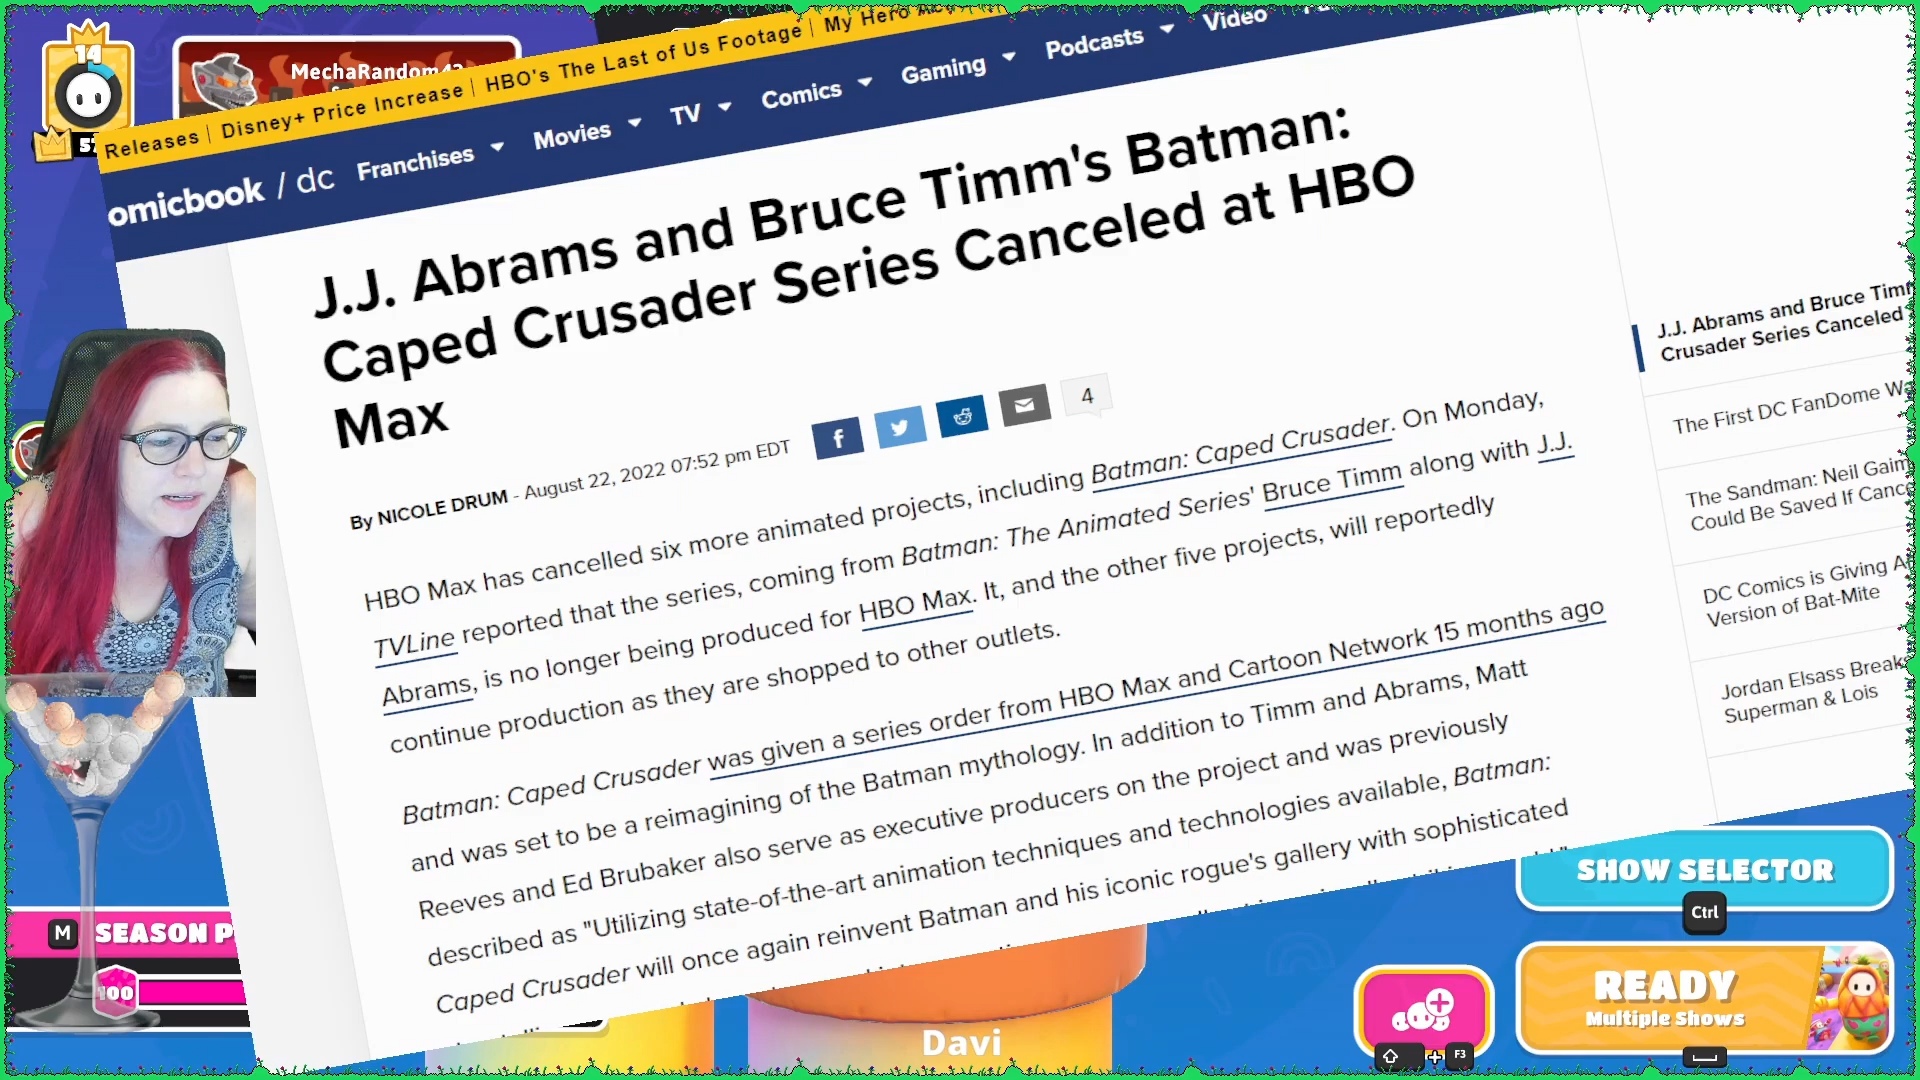 14
MechaRandom42
57
Releases | Disney+ Price Increase | HBO's The Last of Us Footage | My Hero
omicbook / dc Franchises Movies TV Comics Gaming Podcasts Video
J.J. Abrams and Bruce Timm's Batman:
Caped Crusader Series Canceled at HBO
Max
By NICOLE DRUM - August 22, 2022 07:52 pm EDT
f
4
HBO Max has cancelled six more animated projects, including Batman: Caped Crusader. On Monday,
TVLine reported that the series, coming from Batman: The Animated Series' Bruce Timm along with J.J.
Abrams, is no longer being produced for HBO Max. It, and the other five projects, will reportedly
continue production as they are shopped to other outlets.
Batman: Caped Crusader was given a series order from HBO Max and Cartoon Network 15 months ago
and was set to be a reimagining of the Batman mythology. In addition to Timm and Abrams, Matt
Reeves and Ed Brubaker also serve as executive producers on the project and was previously
described as "Utilizing state-of-the-art animation techniques and technologies available, Batman:
Caped Crusader will once again reinvent Batman and his iconic rogue's gallery with sophisticated
J.J. Abrams and Bruce Timm
Crusader Series Canceled
The First DC FanDome
The Sandman: Neil Gaim
Could Be Saved If Cance
DC Comics is Giving
Version of Bat-Mite
Jordan Elsass Breaks
Superman & Lois
M SEASON P
100
Davi
SHOW SELECTOR
Ctrl
READY
Multiple Shows
+ F3